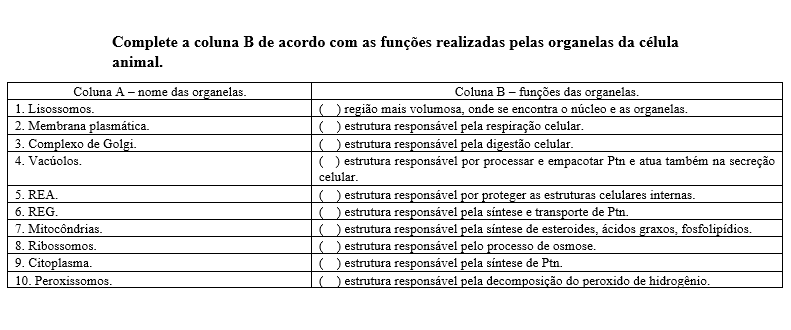 Complete a coluna B de acordo com as funções realizadas pelas organelas da célula
animal.
Coluna A – nome das organelas. Coluna B – funções das organelas.
1. Lisossomos. ( ) região mais volumosa, onde se encontra o núcleo e as organelas.
2. Membrana plasmática. ( ) estrutura responsável pela respiração celular.
3. Complexo de Golgi. ( ) estrutura responsável pela digestão celular.
4. Vacúolos. ( ) estrutura responsável por processar e empacotar Ptn e atua também na secreção
celular.
5. REA. ( ) estrutura responsável por proteger as estruturas celulares internas.
6. REG. ( ) estrutura responsável pela síntese e transporte de Ptn.
7. Mitocôndrias. ( ) estrutura responsável pela síntese de esteroides, ácidos graxos, fosfolipídios.
8. Ribossomos. ( ) estrutura responsável pelo processo de osmose.
9. Citoplasma. ( ) estrutura responsável pela síntese de Ptn.
10. Peroxissomos. ( ) estrutura responsável pela decomposição do peroxido de hidrogênio.